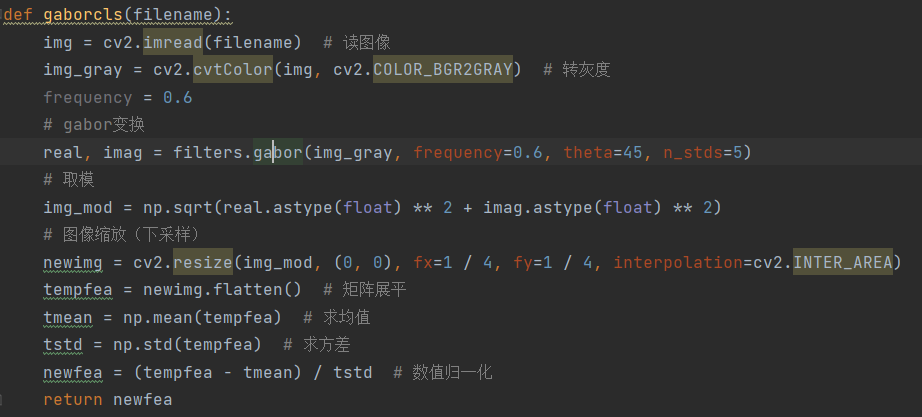 def gaborcls(filename):
    img = cv2.imread(filename)  # 读图像
    img_gray = cv2.cvtColor(img, cv2.COLOR_BGR2GRAY)  # 转灰度
    frequency = 0.6
    # gabor变换
    real, imag = filters.gabor(img_gray, frequency=0.6, theta=45, n_stds=5)
    # 取模
    img_mod = np.sqrt(real.astype(float) ** 2 + imag.astype(float) ** 2)
    # 图像缩放（下采样）
    newimg = cv2.resize(img_mod, (0, 0), fx=1 / 4, fy=1 / 4, interpolation=cv2.INTER_AREA)
    tempfea = newimg.flatten()  # 矩阵展平
    tmean = np.mean(tempfea)  # 求均值
    tstd = np.std(tempfea)  # 求方差
    newfea = (tempfea - tmean) / tstd  # 数值归一化
    return newfea